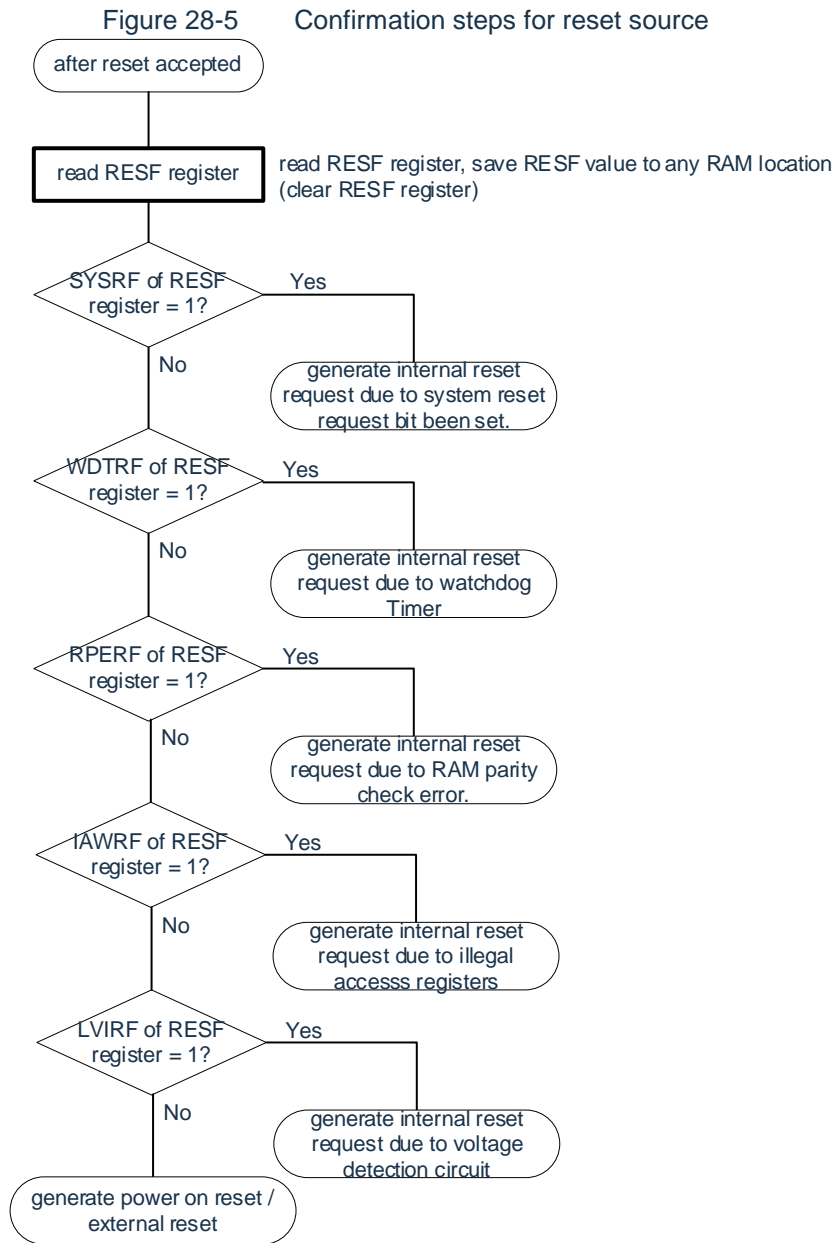 Figure 28-5 Confirmation steps for reset source
after reset accepted
read RESF register
read RESF register, save RESF value to any RAM location
(clear RESF register)
SYSRF of RESF
register = 1?
Yes
No
generate internal reset
request due to system reset
request bit been set.
WDTRF of RESF
register = 1?
Yes
No
generate internal reset
request due to watchdog
Timer
RPERF of RESF
register = 1?
Yes
No
generate internal reset
request due to RAM parity
check error.
IAWRF of RESF
register = 1?
Yes
No
generate internal reset
request due to illegal
accesss registers
LVIRF of RESF
register = 1?
Yes
No
generate internal reset
request due to voltage
detection circuit
generate power on reset /
external reset